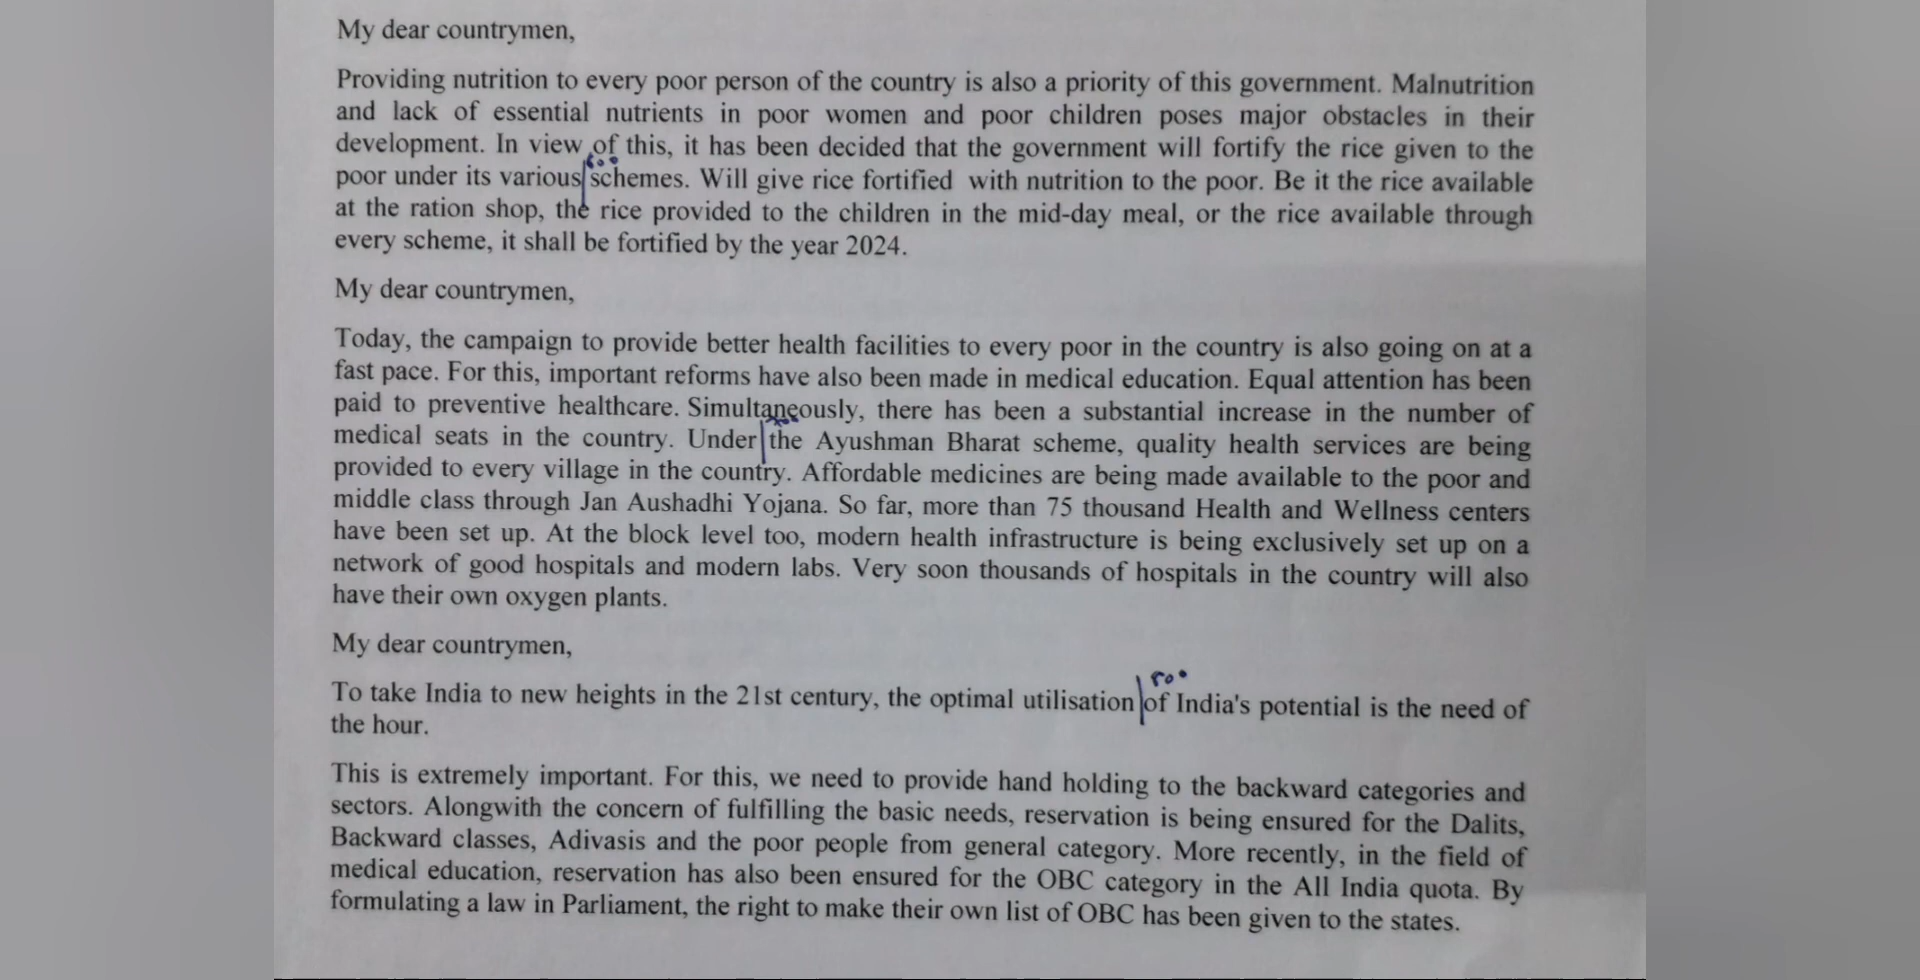 My dear countrymen,
Providing nutrition to every poor person of the country is also a priority of this government. Malnutrition
and lack of essential nutrients in poor women and poor children poses major obstacles in their
development. In view of this, it has been decided that the government will fortify the rice given to the
600
poor under its various schemes. Will give rice fortified with nutrition to the poor. Be it the rice available
at the ration shop, the rice provided to the children in the mid-day meal, or the rice available through
every scheme, it shall be fortified by the year 2024.
My dear countrymen,
Today, the campaign to provide better health facilities to every poor in the country is also going on at a
fast pace. For this, important reforms have also been made in medical education. Equal attention has been
paid to preventive healthcare. Simultaneously, there has been a substantial increase in the number of
medical seats in the country. Under the Ayushman Bharat scheme, quality health services are being
provided to every village in the country. Affordable medicines are being made available to the poor and
middle class through Jan Aushadhi Yojana. So far, more than 75 thousand Health and Wellness centers
have been set up. At the block level too, modern health infrastructure is being exclusively set up on a
network of good hospitals and modern labs. Very soon thousands of hospitals in the country will also
have their own oxygen plants.
My dear countrymen,
800
To take India to new heights in the 21st century, the optimal utilisation of India's potential is the need of
the hour.
This is extremely important. For this, we need to provide hand holding to the backward categories and
sectors. Alongwith the concern of fulfilling the basic needs, reservation is being ensured for the Dalits,
Backward classes, Adivasis and the poor people from general category. More recently, in the field of
medical education, reservation has also been ensured for the OBC category in the All India quota. By
formulating a law in Parliament, the right to make their own list of OBC has been given to the states.